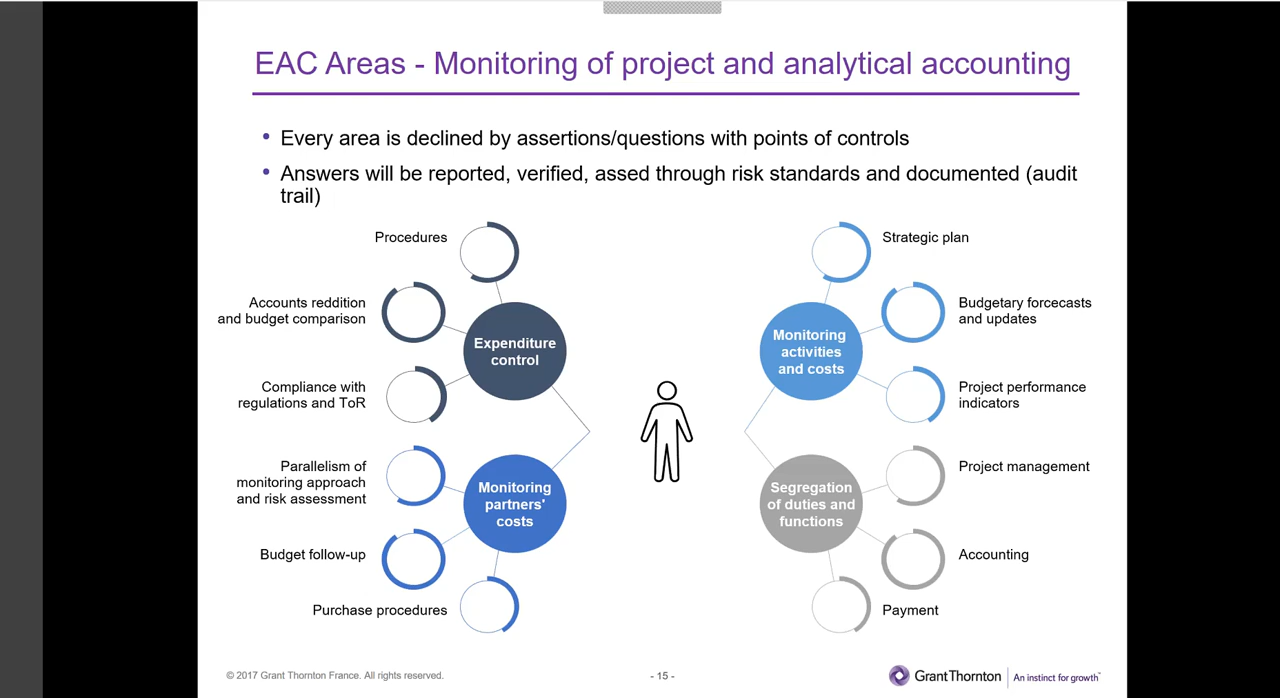 EAC Areas - Monitoring of project and analytical accounting
• Every area is declined by assertions/questions with points of controls
• Answers will be reported, verified, assed through risk standards and documented (audit
trail)
Procedures
Accounts reddition
and budget comparison
Compliance with
regulations and ToR
Expenditure
control
Parallelism of
monitoring approach
and risk assessment
Budget follow-up
Purchase procedures
Monitoring
partners'
costs
Strategic plan
Budgetary forcecasts
and updates
Project performance
indicators
Monitoring
activities
and costs
Project management
Accounting
Payment
Segregation
of duties and
functions
© 2017 Grant Thornton France. All rights reserved.
- 15 -
GrantThornton
An instinct for growth™